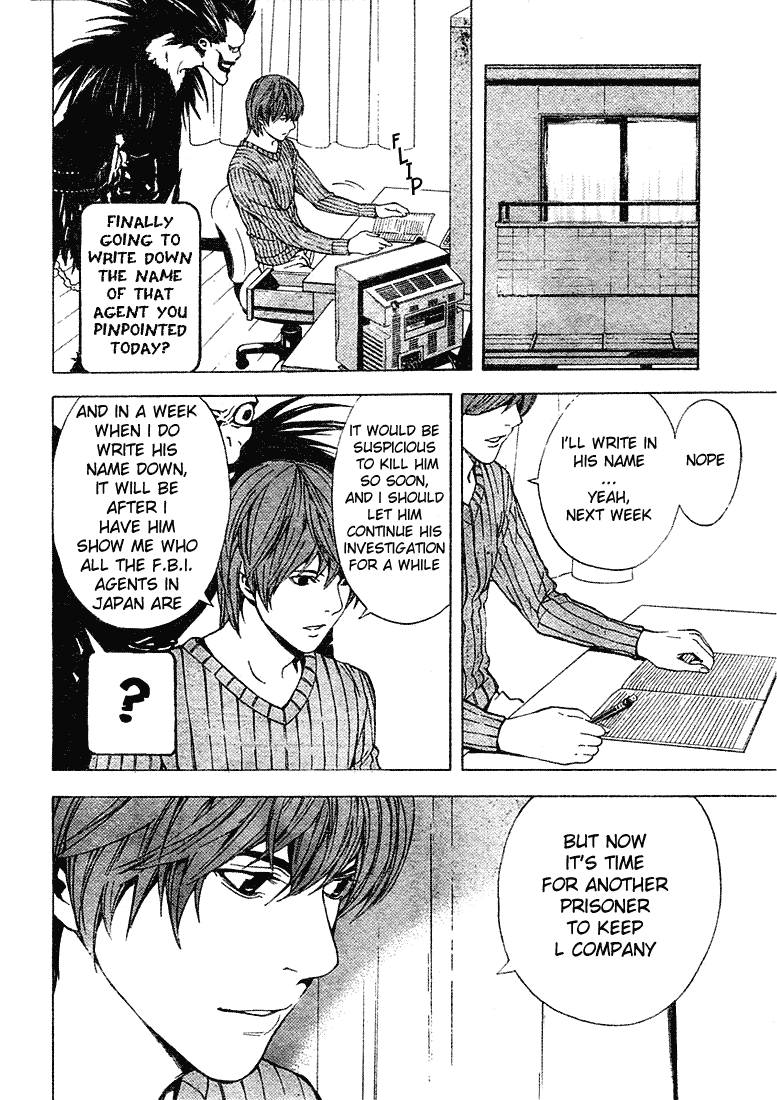 FLIP
FINALLY
GOING TO
WRITE DOWN
THE NAME
OF THAT
AGENT YOU
PINPOINTED
TODAY?
NOPE
I'LL WRITE IN
HIS NAME
...
YEAH,
NEXT WEEK
IT WOULD BE
SUSPICIOUS
TO KILL HIM
SO SOON,
AND I SHOULD
LET HIM
CONTINUE HIS
INVESTIGATION
FOR A WHILE
AND IN A WEEK
WHEN I DO
WRITE HIS
NAME DOWN,
IT WILL BE
AFTER I
HAVE HIM
SHOW ME WHO
ALL THE F.B.I.
AGENTS IN
JAPAN ARE
?
BUT NOW
IT'S TIME
FOR ANOTHER
PRISONER
TO KEEP
L COMPANY